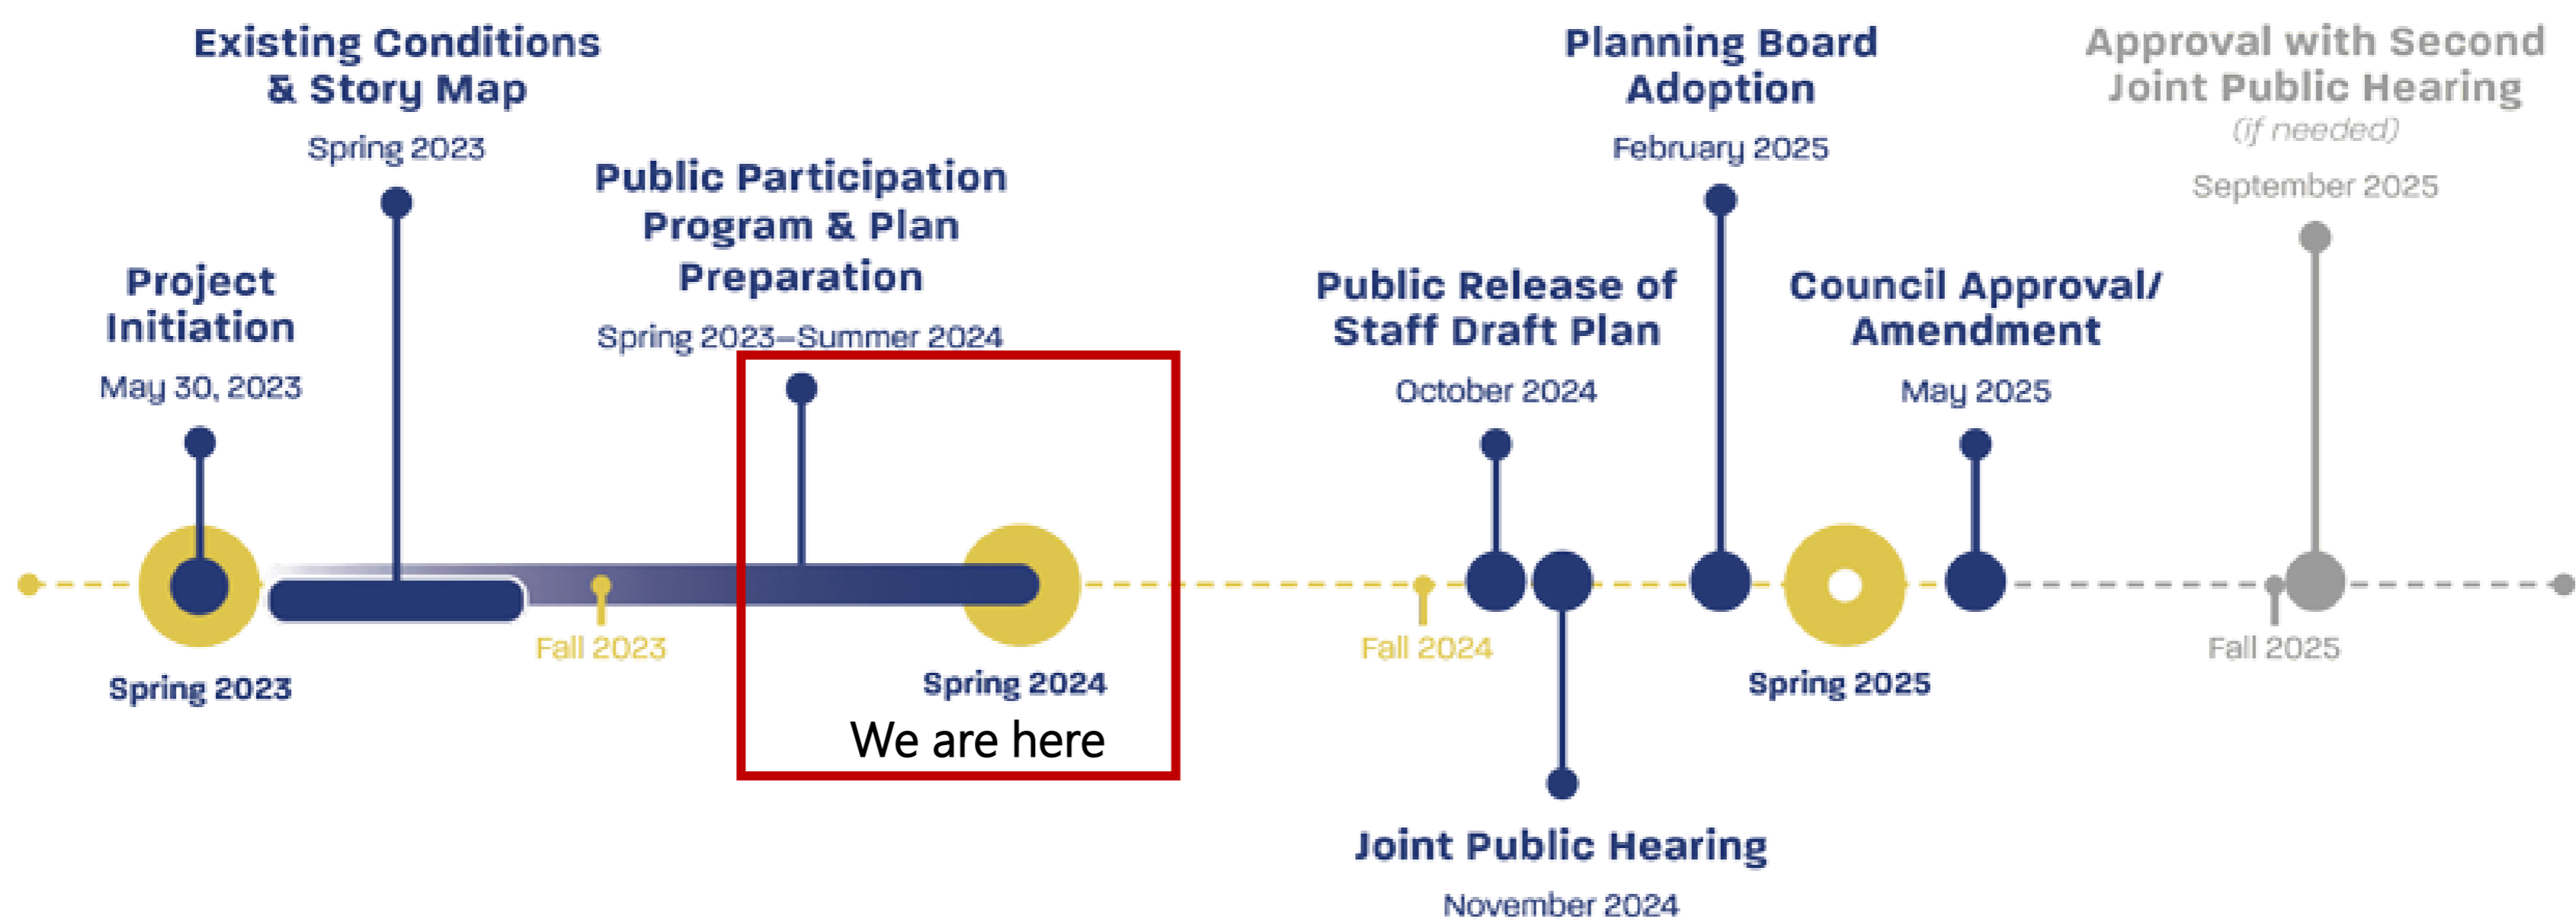 Existing Conditions
& Story Map
Spring 2023
Planning Board
Adoption
February 2025
Approval with Second
Joint Public Hearing
(if needed)
September 2025
Public Participation
Program & Plan
Preparation
Spring 2023–Summer 2024
Project
Initiation
May 30, 2023
Public Release of
Staff Draft Plan
October 2024
Council Approval/
Amendment
May 2025
Fall 2023
Fall 2024
Fall 2025
Spring 2023
Spring 2024
Spring 2025
We are here
Joint Public Hearing
November 2024